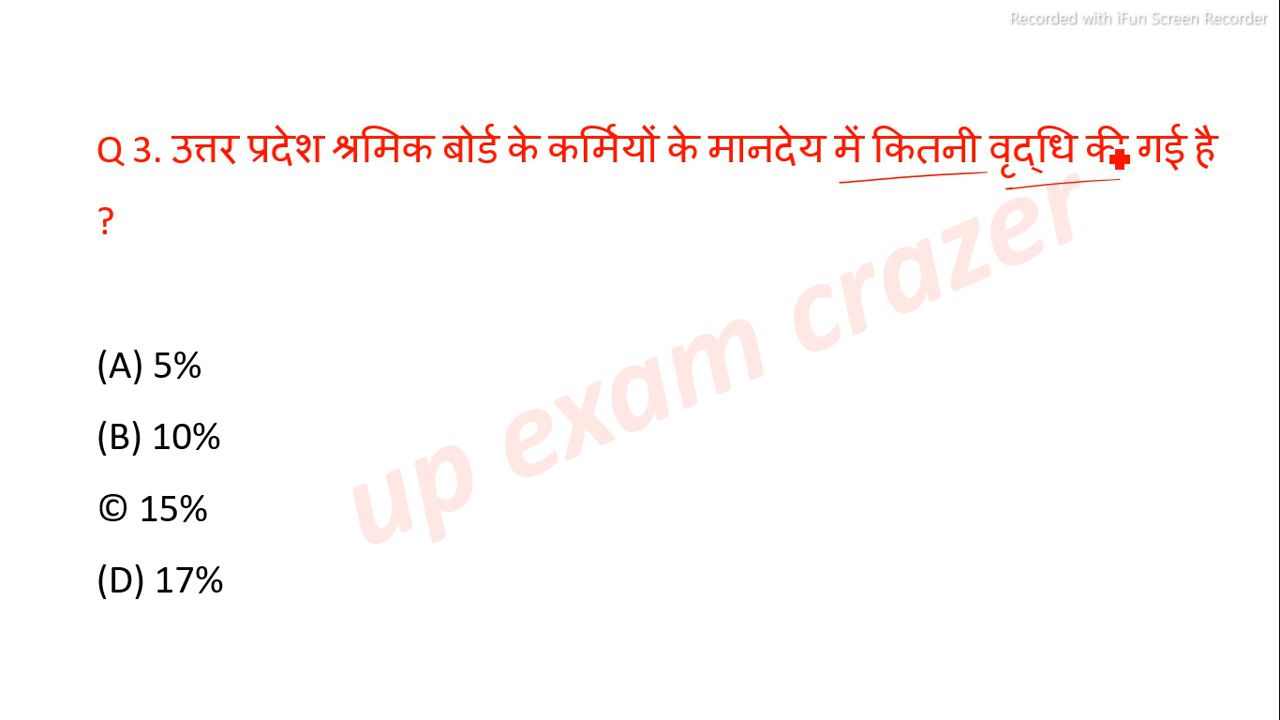 Recorded with iFun Screen Recorder
Q 3. उत्तर प्रदेश श्रमिक बोर्ड के कर्मियों के मानदेय में कितनी वृद्धि की गई है
?
up exam crazer
(A) 5%
(B) 10%
© 15%
(D) 17%